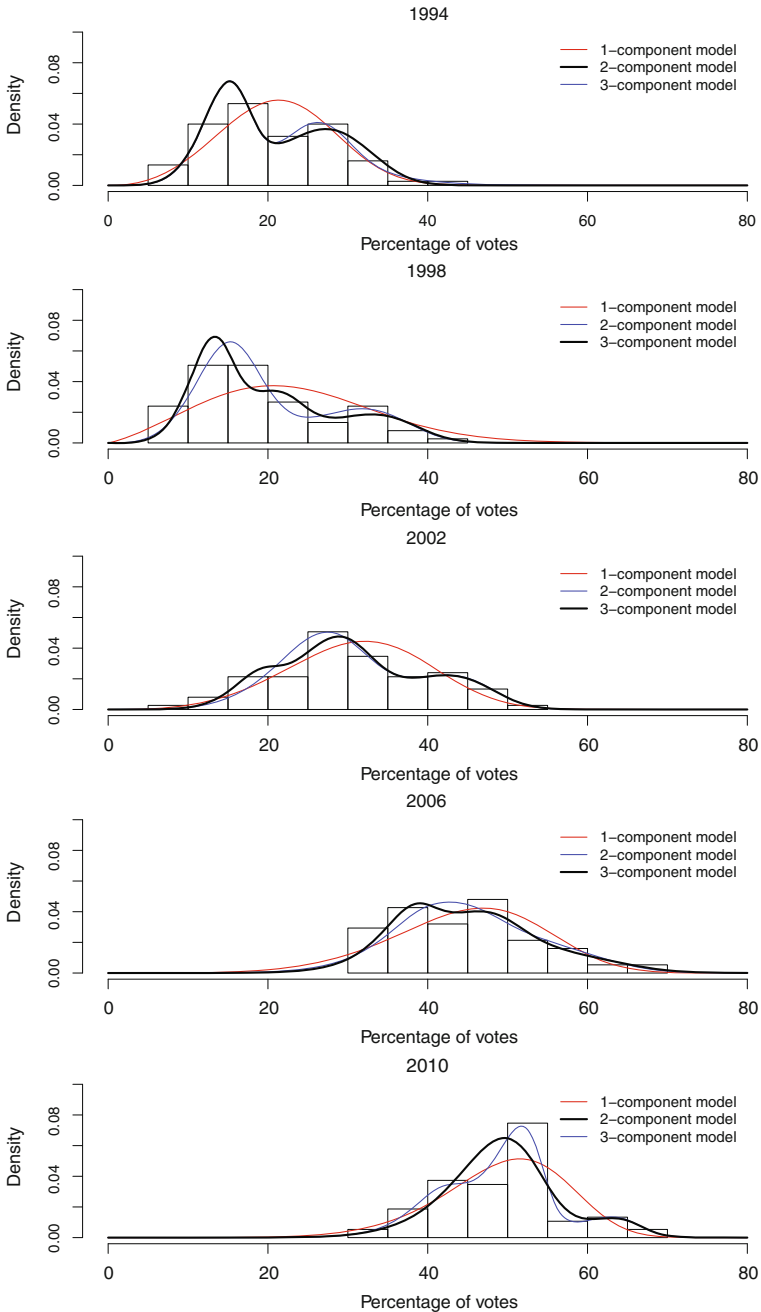 1994
1−component model
2−component model
3−component model
Density
0.00 0.04 0.08
0 20 40 60 80
Percentage of votes
1998
1−component model
2−component model
3−component model
Density
0.00 0.04 0.08
0 20 40 60 80
Percentage of votes
2002
1−component model
2−component model
3−component model
Density
0.00 0.04 0.08
0 20 40 60 80
Percentage of votes
2006
1−component model
2−component model
3−component model
Density
0.00 0.04 0.08
0 20 40 60 80
Percentage of votes
2010
1−component model
2−component model
3−component model
Density
0.00 0.04 0.08
0 20 40 60 80
Percentage of votes